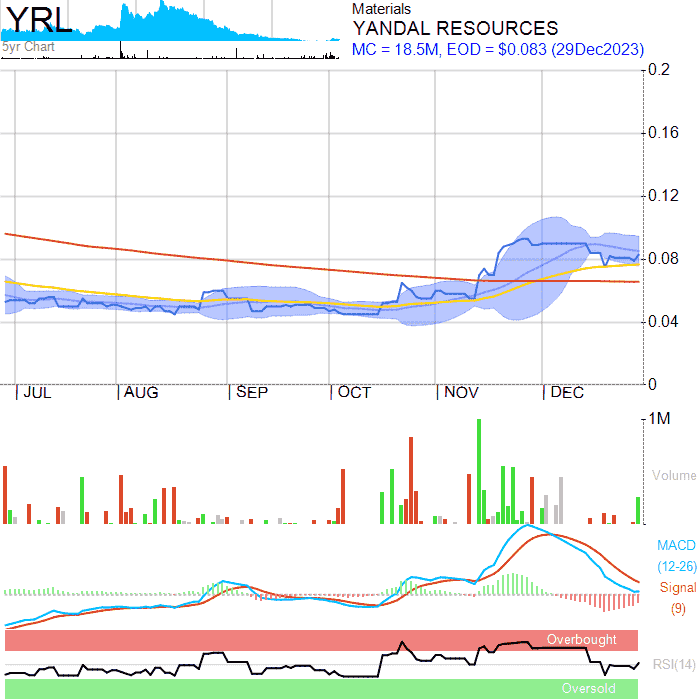 YRL
5yr Chart
Materials
YANDAL RESOURCES
MC = 18.5M, EOD = $0.083 (29Dec2023)
0.2
0.16
0.12
0.08
0.04
0
JUL AUG SEP OCT NOV DEC
1M
Volume
MACD
(12-26)
Signal
(9)
Overbought
RSI(14)
Oversold